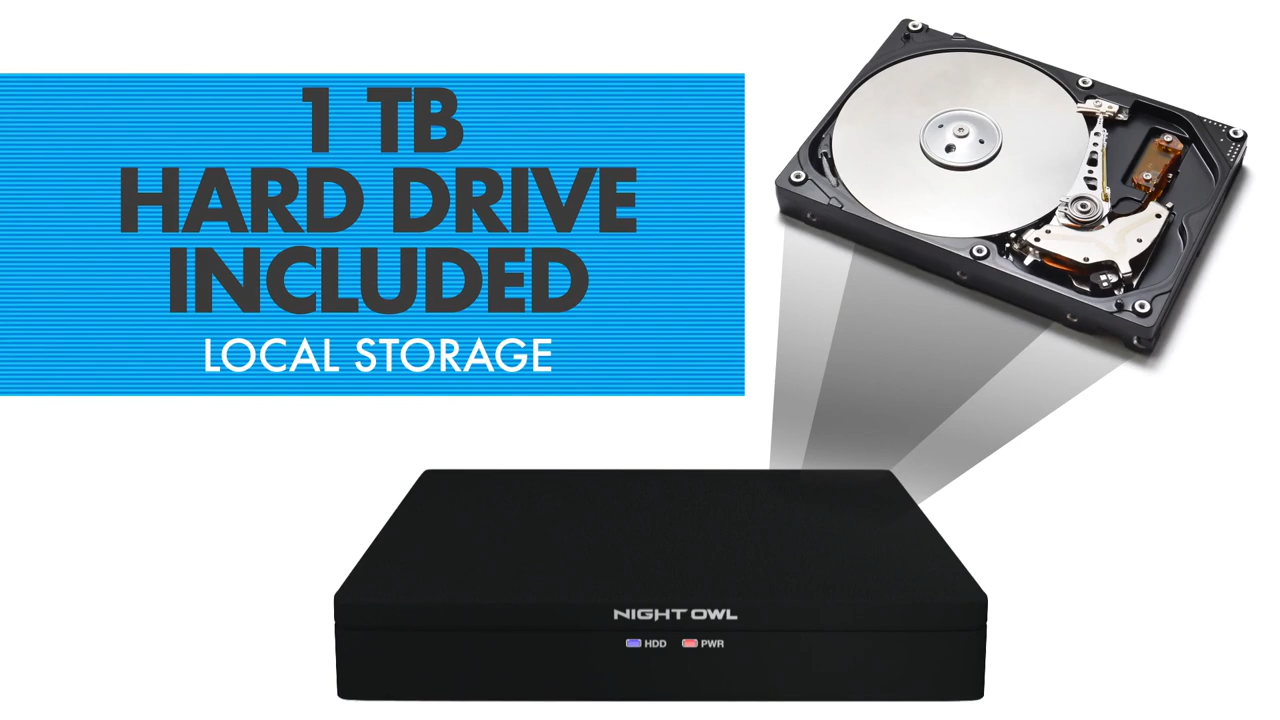 1 TB
HARD DRIVE
INCLUDED
LOCAL STORAGE
NIGHT OWL
HDD PWR